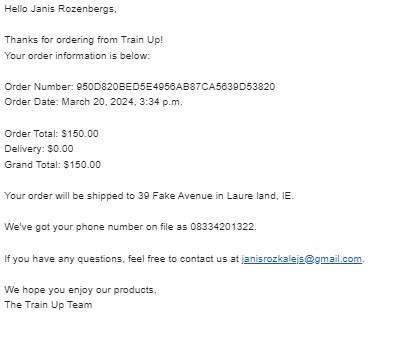 Hello Janis Rozenbergs,
Thanks for ordering from Train Up!
Your order information is below:
Order Number: 950D820BED5E4956AB87CA5639D53820
Order Date: March 20, 2024, 3:34 p.m.
Order Total: $150.00
Delivery: $0.00
Grand Total: $150.00
Your order will be shipped to 39 Fake Avenue in Laure land, IE.
We've got your phone number on file as 08334201322.
If you have any questions, feel free to contact us at janisrozkalejs@gmail.com.
We hope you enjoy our products,
The Train Up Team